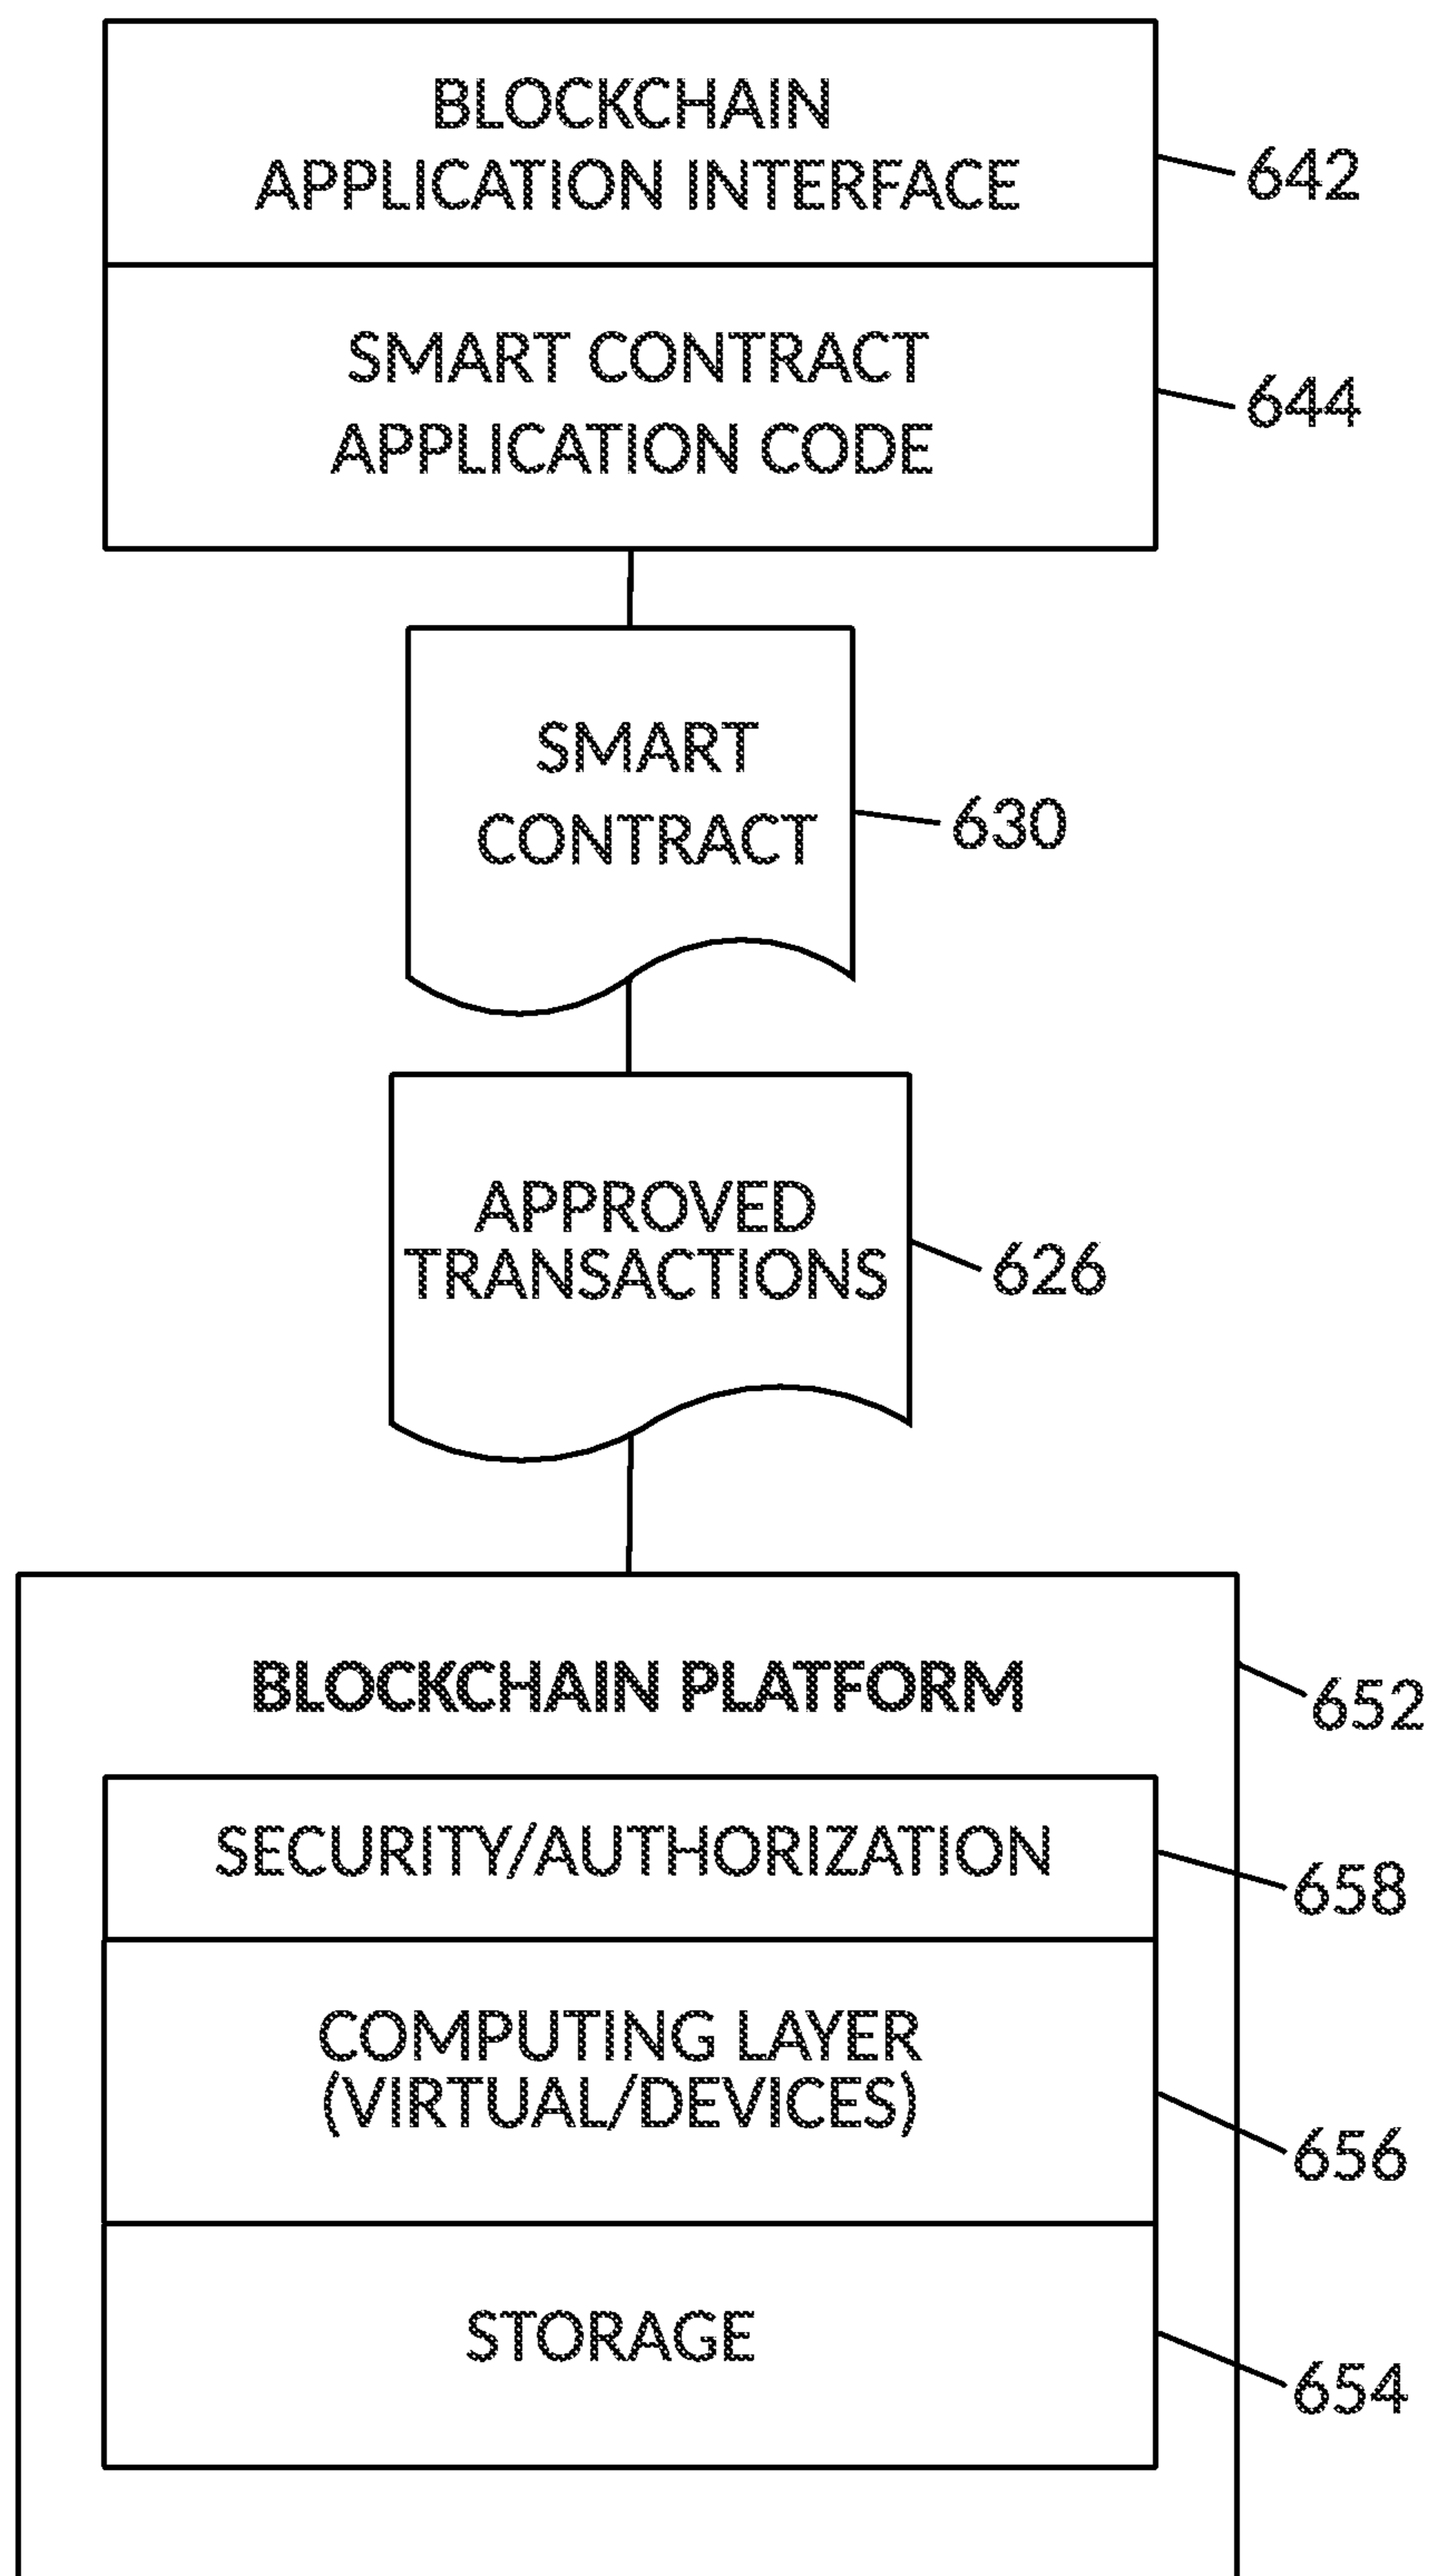 BLOCKCHAIN
APPLICATION INTERFACE
642
SMART CONTRACT
APPLICATION CODE
644
SMART
CONTRACT
630
APPROVED
TRANSACTIONS
626
BLOCKCHAIN PLATFORM
652
SECURITY/AUTHORIZATION
658
COMPUTING LAYER
(VIRTUAL/DEVICES)
656
STORAGE
654